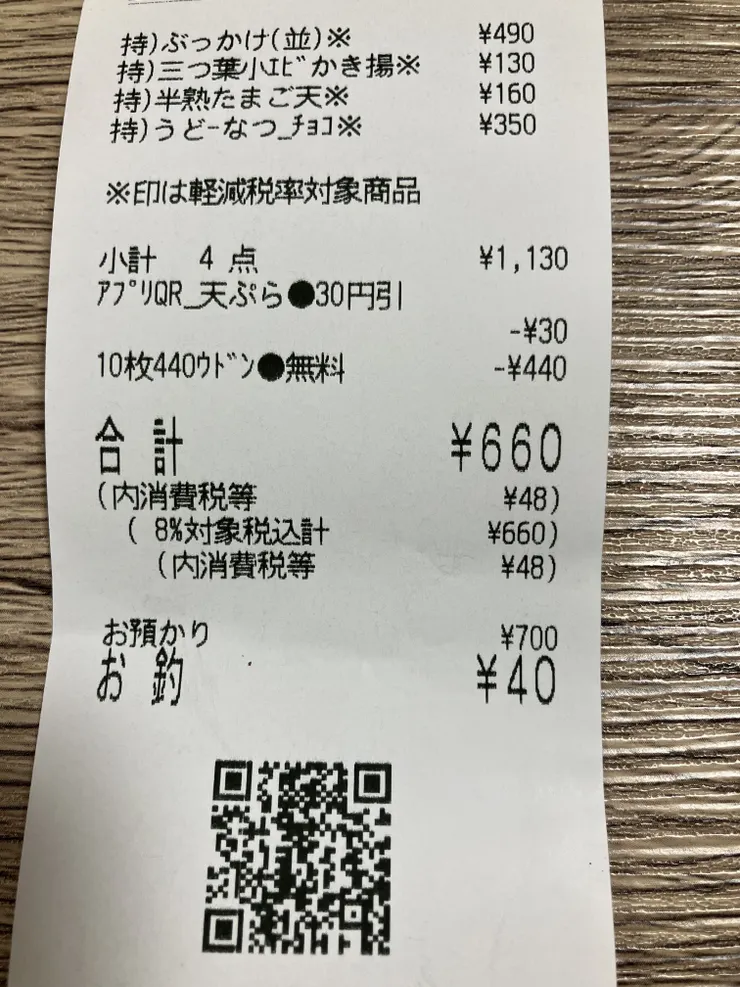 持)ぶっかけ(並)※ ¥490
持)三つ葉小ｴﾋﾞかき揚※ ¥130
持)半熟たまご天※ ¥160
持)うどーなつ_ﾁｮｺ※ ¥350
※印は軽減税率対象商品
小計 4 点 ¥1,130
ｱﾌﾟﾘQR_天ぷら●30円引
-¥30
10枚440ｳﾄﾞﾝ●無料 -¥440
合計 ¥660
(内消費税等 ¥48)
( 8%対象税込計 ¥660)
(内消費税等 ¥48)
お預かり ¥700
お釣 ¥40